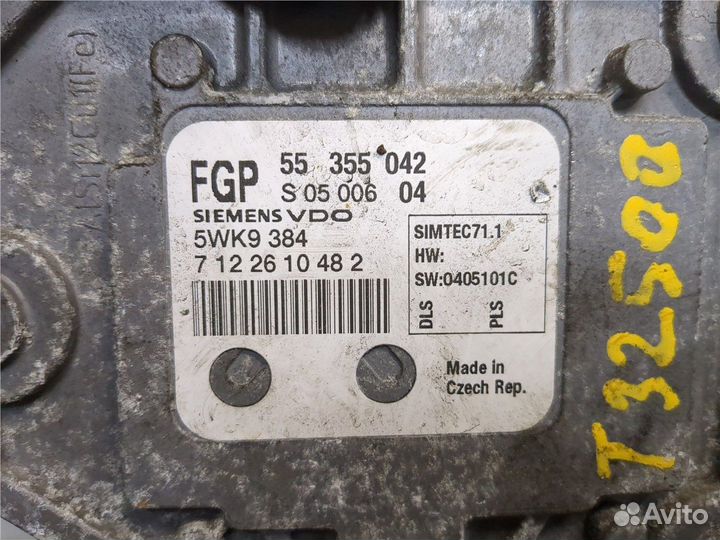 FGP 55 355 042
S 05 006 04
SIEMENS VDO
5WK9 384
7 12 26 10 48 2
SIMTEC71.1
HW:
SW:0405101C
DLS
PLS
Made in
Czech Rep.
T32508
Avito